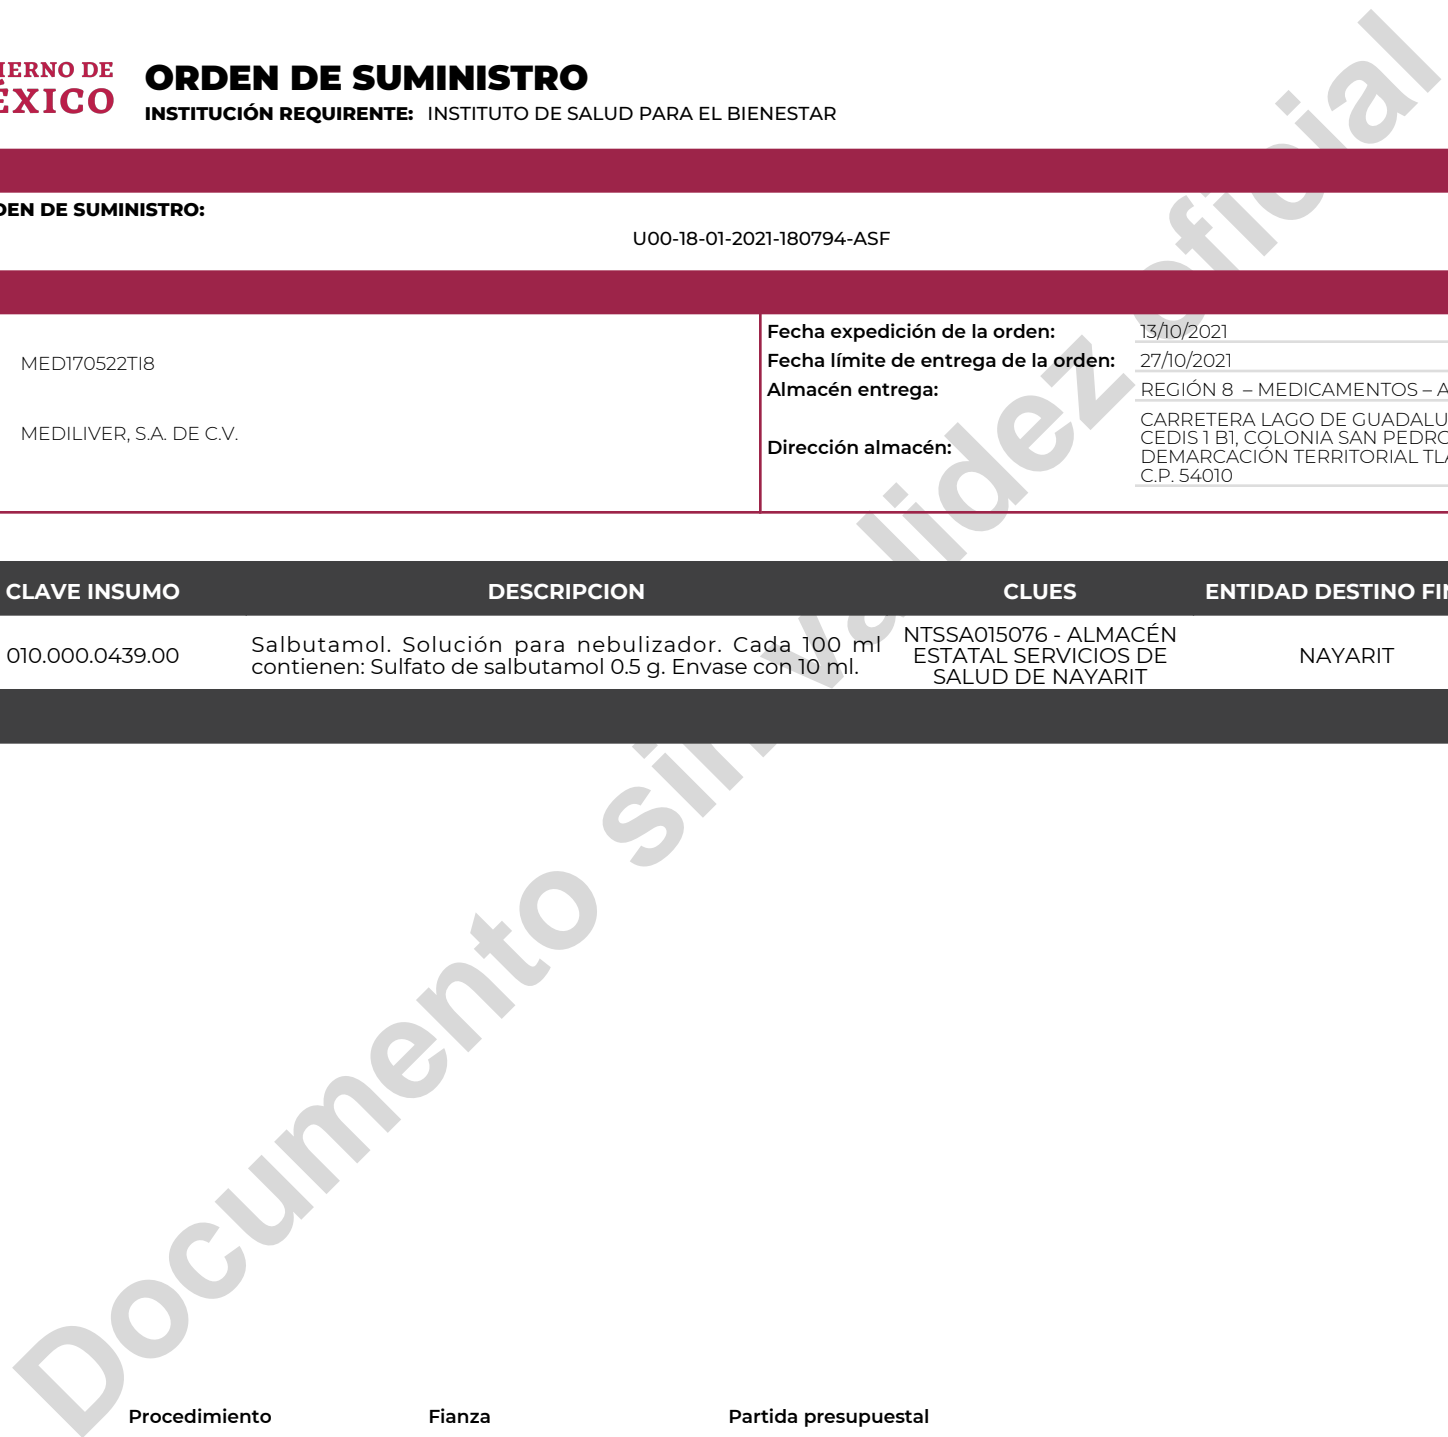 IERNO DE
ÉXICO
ORDEN DE SUMINISTRO
INSTITUCIÓN REQUIRENTE: INSTITUTO DE SALUD PARA EL BIENESTAR
DEN DE SUMINISTRO:
U00-18-01-2021-180794-ASF
MED170522TI8
MEDILIVER, S.A. DE C.V.
Fecha expedición de la orden: 13/10/2021
Fecha límite de entrega de la orden: 27/10/2021
Almacén entrega: REGIÓN 8 – MEDICAMENTOS – A
Dirección almacén:
CARRETERA LAGO DE GUADALU
CEDIS 1 B1, COLONIA SAN PEDRO
DEMARCACIÓN TERRITORIAL TLA
C.P. 54010
CLAVE INSUMO DESCRIPCION CLUES ENTIDAD DESTINO FIN
010.000.0439.00
Salbutamol. Solución para nebulizador. Cada 100 ml
contienen: Sulfato de salbutamol 0.5 g. Envase con 10 ml.
NTSSA015076 - ALMACÉN
ESTATAL SERVICIOS DE
SALUD DE NAYARIT
NAYARIT
Documento sin validez oficial
Procedimiento Fianza Partida presupuestal